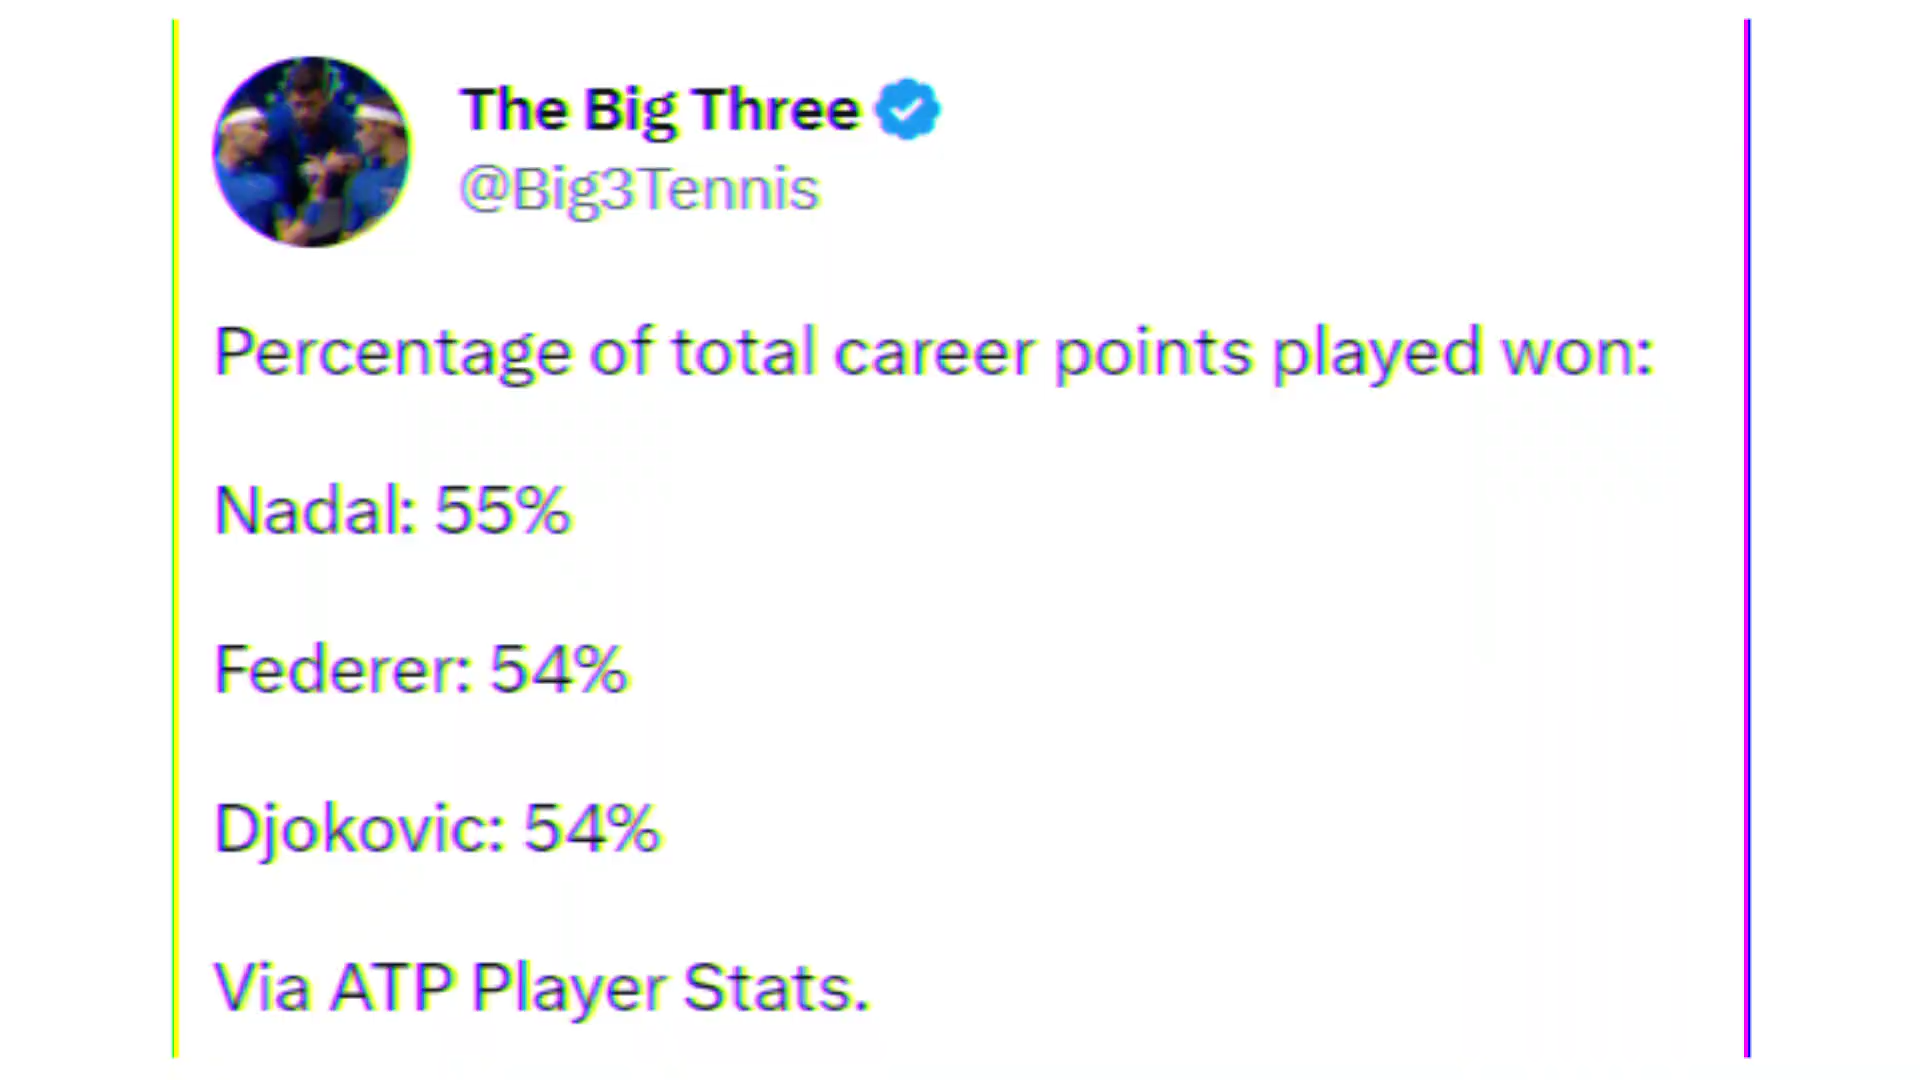 The Big Three
@Big3Tennis
Percentage of total career points played won:
Nadal: 55%
Federer: 54%
Djokovic: 54%
Via ATP Player Stats.